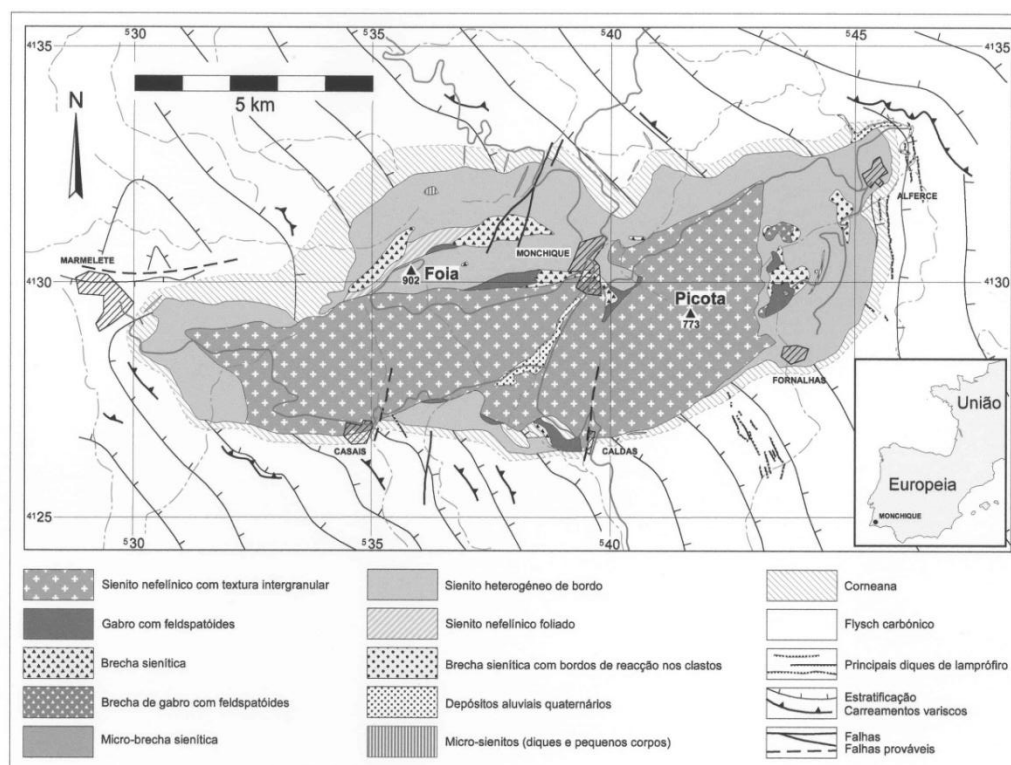 ⁵30
⁵35
⁵40
⁵45
4135
4135
5 km
N
ALFERCE
MONCHIQUE
MARMELETE
Foia
902
4130
4130
Picota
773
FORNALHAS
CASAIS
CALDAS
União
Europeia
MONCHIQUE
4125
⁵30
⁵35
⁵40
Sienito nefelínico com textura intergranular
Gabro com feldspatóides
Brecha sienítica
Brecha de gabro com feldspatóides
Micro-brecha sienítica
Sienito heterogéneo de bordo
Sienito nefelínico foliado
Brecha sienítica com bordos de reacção nos clastos
Depósitos aluviais quaternários
Micro-sienitos (diques e pequenos corpos)
Corneana
Flysch carbónico
Principais diques de lamprófiro
Estratificação
Carreamentos variscos
Falhas
Falhas prováveis